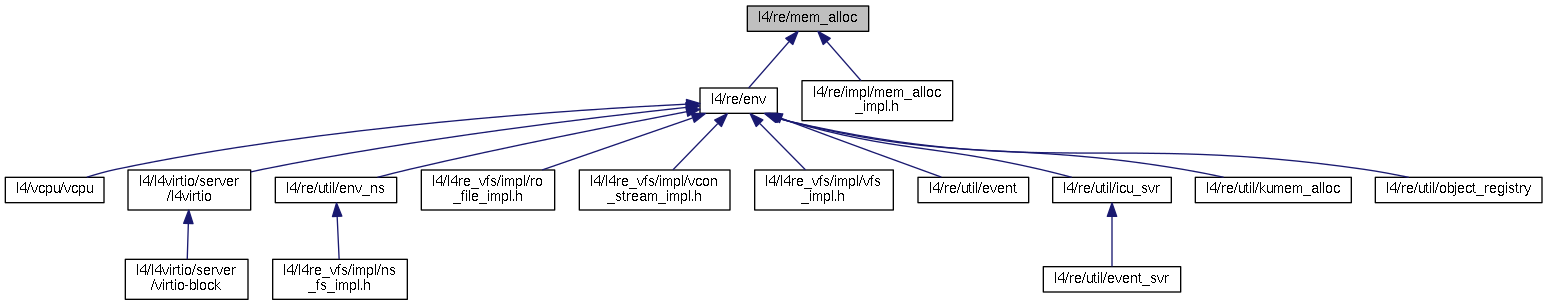 l4/re/mem_alloc
l4/re/env
l4/re/impl/mem_alloc
_impl.h
l4/vcpu/vcpu
l4/l4virtio/server
/l4virtio
l4/re/util/env_ns
l4/l4re_vfs/impl/ro
_file_impl.h
l4/l4re_vfs/impl/vcon
_stream_impl.h
l4/l4re_vfs/impl/vfs
_impl.h
l4/re/util/event
l4/re/util/icu_svr
l4/re/util/kumem_alloc
l4/re/util/object_registry
l4/l4virtio/server
/virtio-block
l4/l4re_vfs/impl/ns
_fs_impl.h
l4/re/util/event_svr